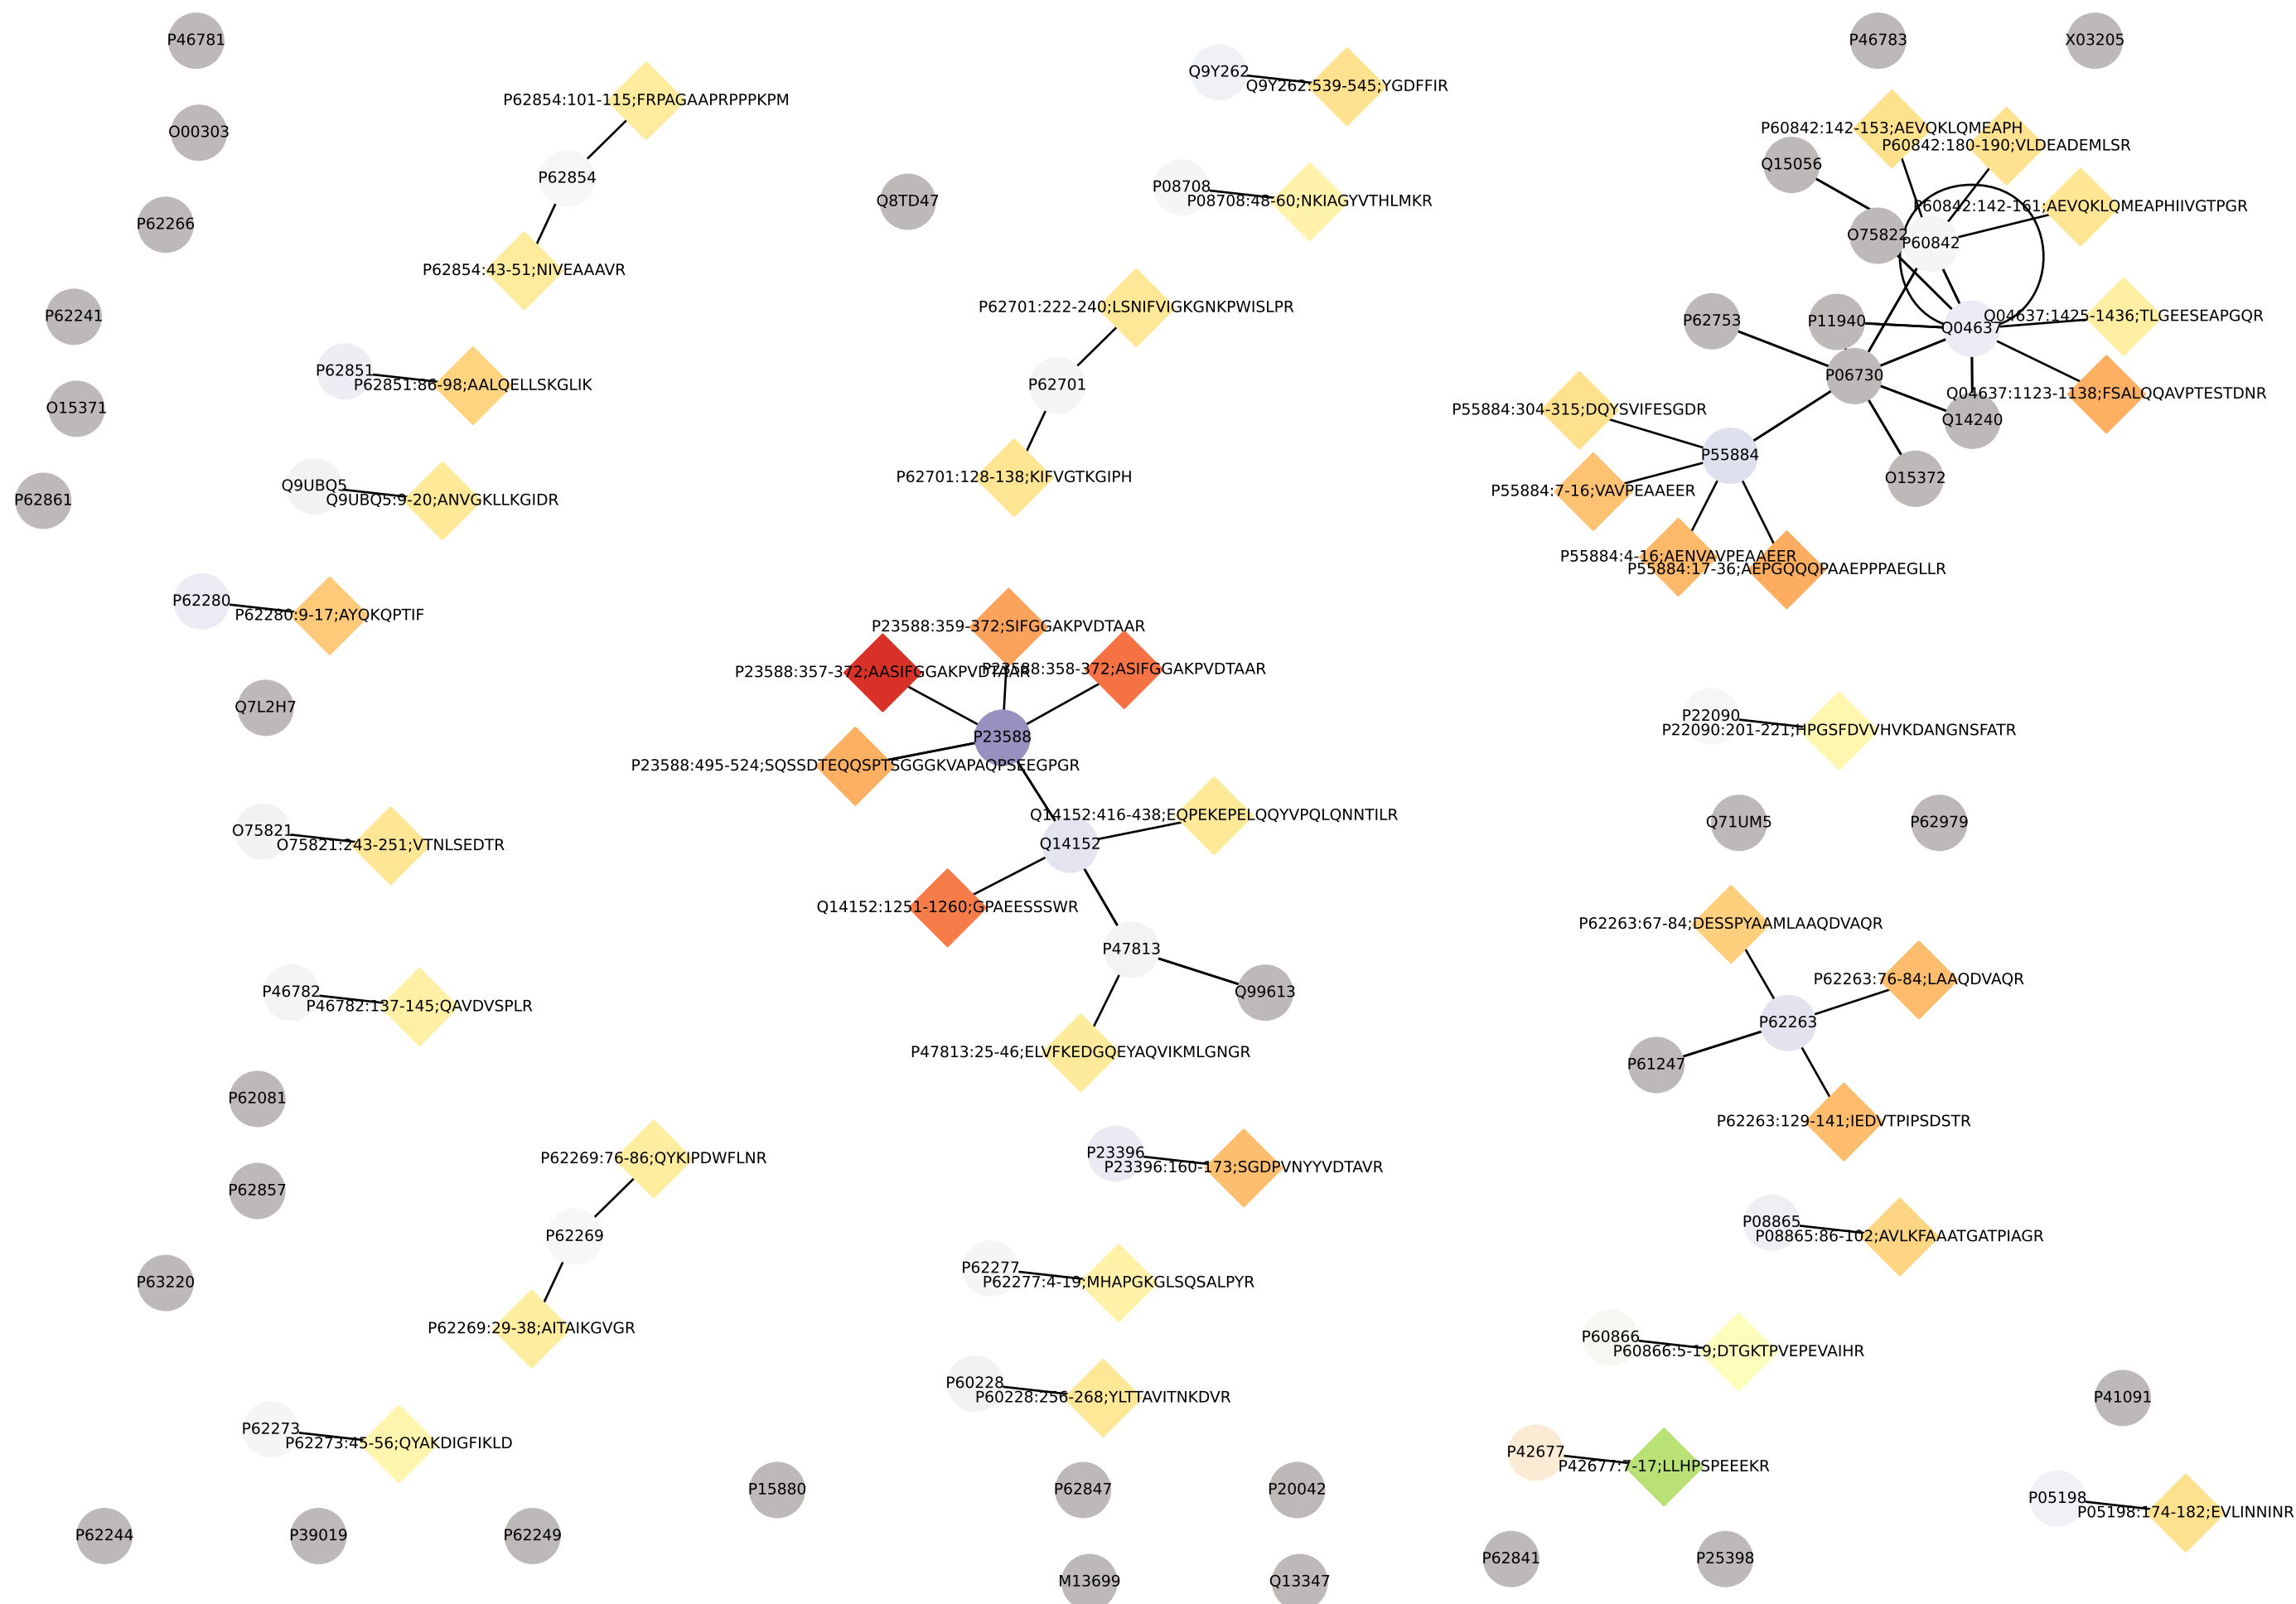 P46781
P46783
X03205
Q9Y262
Q9Y262:539-545;YGDFFIR
P62854:101-115;FRPAGAAPRPPPKPM
P60842:142-153;AEVQKLQMEAPH
O00303
P60842:180-190;VLDEADEMLSR
Q15056
P62854
P08708
P08708:48-60;NKIAGYVTHLMKR
Q8TD47
P60842:142-161;AEVQKLQMEAPHIIVGTPGR
P62266
O75822
P60842
P62854:43-51;NIVEAAAVR
P62701:222-240;LSNIFVIGKGNKPWISLPR
P62241
P62753
P11940
Q04637
Q04637:1425-1436;TLGEESEAPGQR
P62851
P62851:86-98;AALQELLSKGLIK
P62701
P06730
Q04637:1123-1138;FSALQQAVPTESTDNR
O15371
P55884:304-315;DQYSVIFESGDR
Q14240
P55884
P62701:128-138;KIFVGTKGIPH
O15372
Q9UBQ5
Q9UBQ5:9-20;ANVGKLLKGIDR
P62861
P55884:7-16;VAVPEAAEER
P55884:4-16;AENVAVPEAAEER
P55884:17-36;AEPGQQQPAAEPPPAEGLLR
P62280
P62280:9-17;AYQKQPTIF
P23588:359-372;SIFGGAKPVDTAAR
P23588:357-372;AASIFGGAKPVDTAAR
P23588:358-372;ASIFGGAKPVDTAAR
Q7L2H7
P23588
P22090
P22090:201-221;HPGSFDVVHVKDANGNSFATR
P23588:495-524;SQSSDTEQQSPTSGGGKVAPAQPSEEGPGR
Q14152:416-438;EQPEKEPELQQYVPQLQNNTILR
Q71UM5
P62979
O75821
O75821:243-251;VTNLSEDTR
Q14152
Q14152:1251-1260;GPAEESSSWR
P62263:67-84;DESSPYAAMLAAQDVAQR
P47813
P62263:76-84;LAAQDVAQR
P46782
P46782:137-145;QAVDVSPLR
Q99613
P62263
P47813:25-46;ELVFKEDGQEYAQVIKMLGNGR
P61247
P62081
P62263:129-141;IEDVTPIPSDSTR
P62269:76-86;QYKIPDWFLNR
P23396
P23396:160-173;SGDPVNYYVDTAVR
P62857
P62269
P08865
P08865:86-102;AVLKFAAATGATPIAGR
P63220
P62277
P62277:4-19;MHAPGKGLSQSALPYR
P62269:29-38;AITAIKGVGR
P60866
P60866:5-19;DTGKTPVEPEVAIHR
P60228
P60228:256-268;YLTTAVITNKDVR
P41091
P62273
P62273:45-56;QYAKDIGFIKLD
P42677
P42677:7-17;LLHPSPEEEKR
P15880
P62847
P20042
P05198
P05198:174-182;EVLINNINR
P62244
P39019
P62249
P62841
P25398
M13699
Q13347